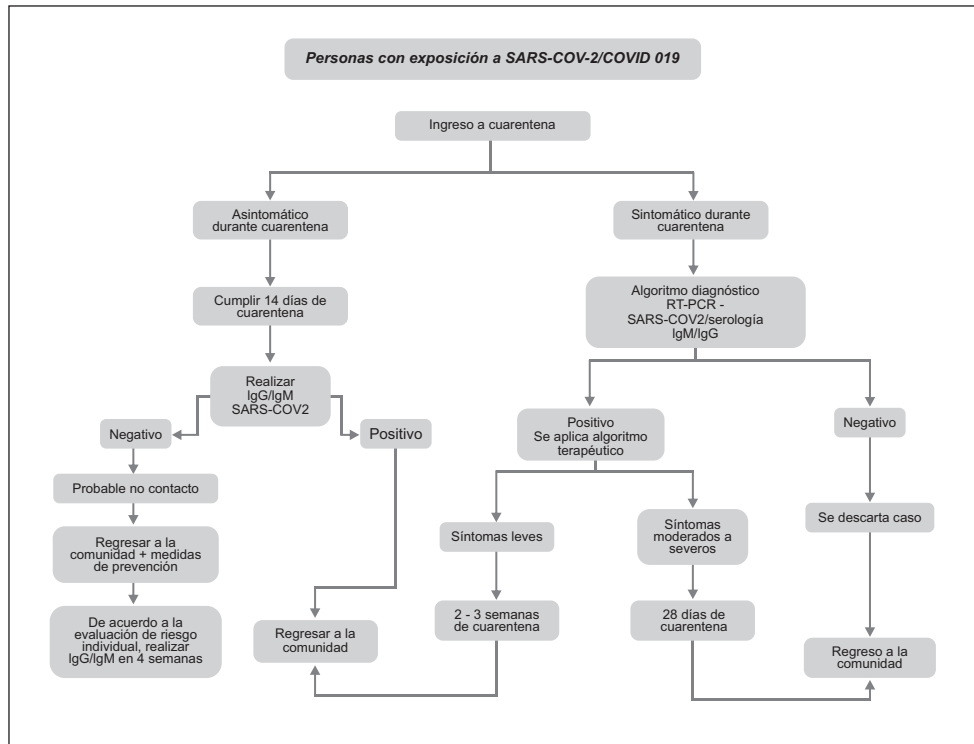 Personas con exposición a SARS-COV-2/COVID 019
Ingreso a cuarentena
Asintomático
durante cuarentena
Cumplir 14 días de
cuarentena
Realizar
IgG/IgM
SARS-COV2
Negativo
Positivo
Probable no contacto
Regresar a la
comunidad + medidas
de prevención
De acuerdo a la
evaluación de riesgo
individual, realizar
IgG/IgM en 4 semanas
Regresar a la
comunidad
Sintomático durante
cuarentena
Algoritmo diagnóstico
RT-PCR -
SARS-COV2/serología
IgM/IgG
Positivo
Se aplica algoritmo
terapéutico
Negativo
Síntomas leves
Síntomas
moderados a
severos
Se descarta caso
2 - 3 semanas
de cuarentena
28 días de
cuarentena
Regreso a la
comunidad